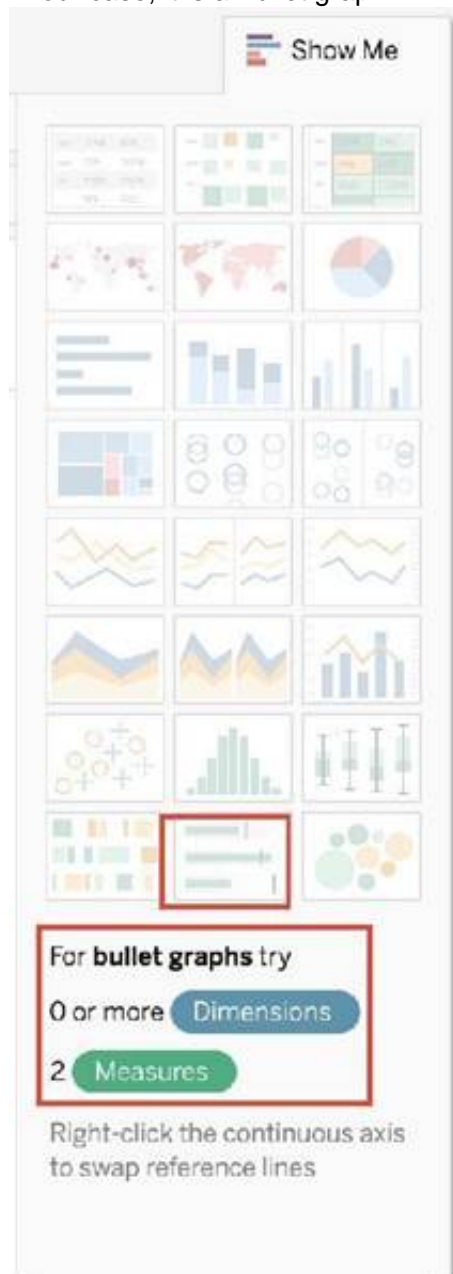 Show Me
For bullet graphs try
0 or more Dimensions
2 Measures
Right-click the continuous axis
to swap reference lines